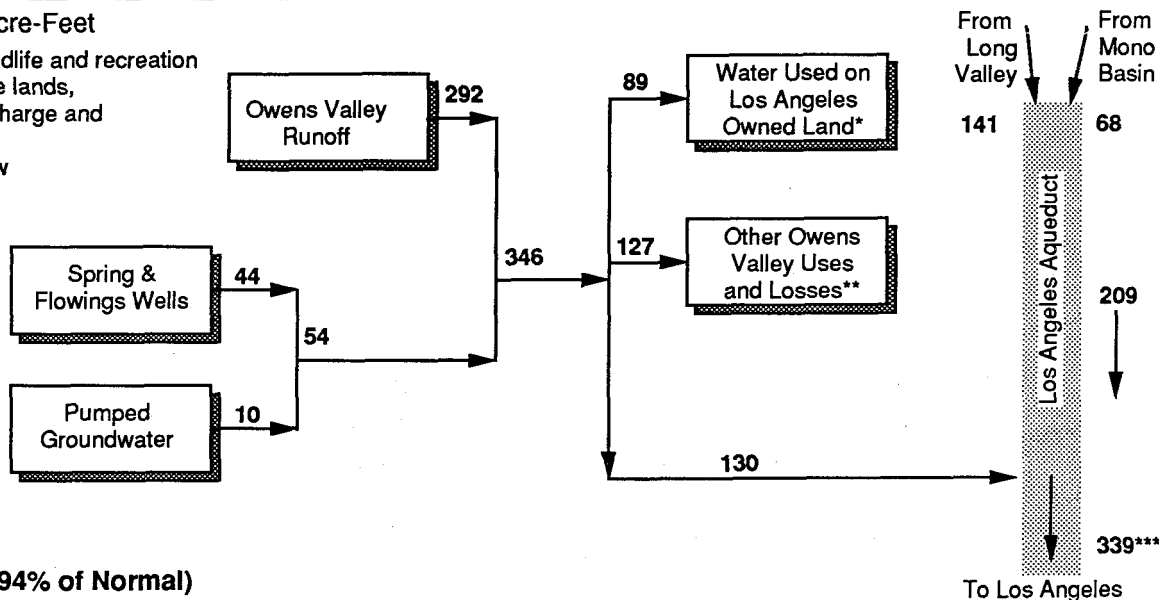 cre-Feet
dlife and recreation
e lands,
harge and
w
Owens Valley
Runoff
292
Spring &
Flowings Wells
44
54
Pumped
Groundwater
10
346
89
Water Used on
Los Angeles
Owned Land*
127
Other Owens
Valley Uses
and Losses**
130
From
Long
Valley
From
Mono
Basin
141
68
Los Angeles Aqueduct
209
339***
To Los Angeles
94% of Normal)